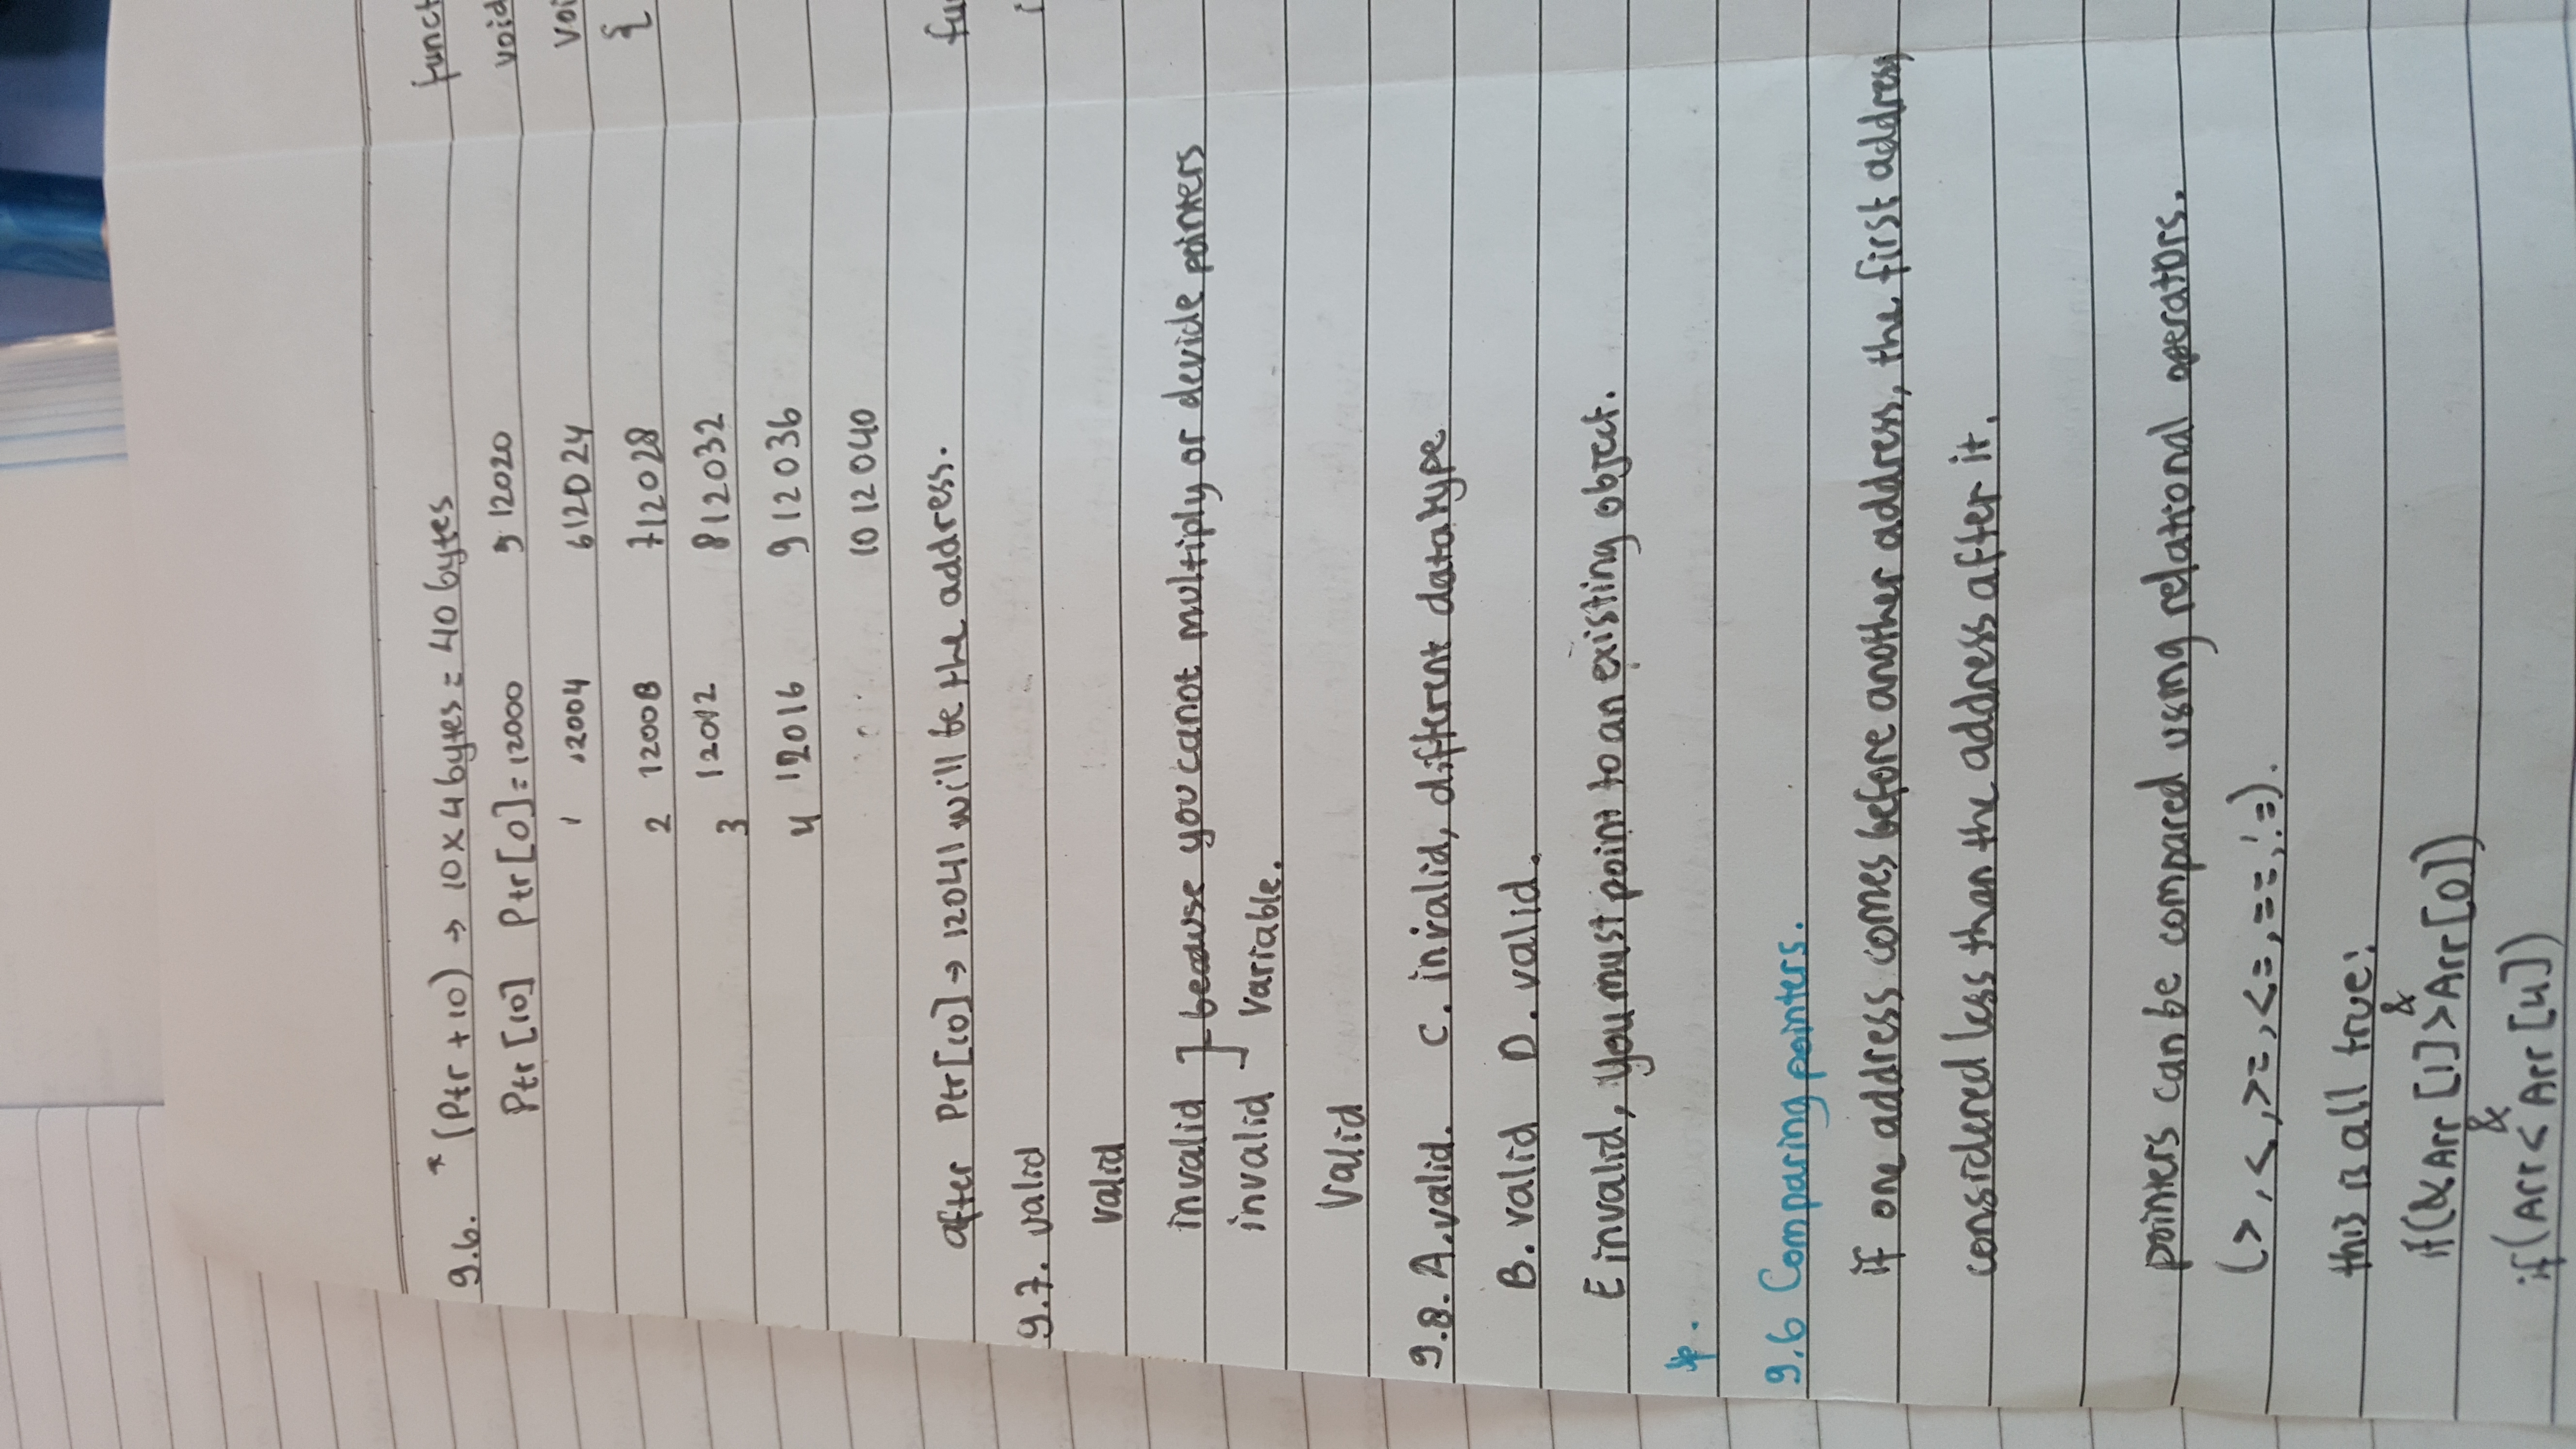 9.6. *(Ptr + 10) → 10 x 4 bytes = 40 bytes
Ptr [10] Ptr [0] = 12000 5 12020
1 12004 6 12024
2 12008 7 12028
3 12012 8 12032
4 12016 9 12036
10 12040
after Ptr [10] → 12041 will be the address.
9.7. valid
valid
invalid ] because you canot multiply or devide pointers
invalid variable.
Valid
9.8. A. valid. C. invalid, different data type
B. valid D. valid.
E invalid, you must point to an existing object.
9.6 Comparing pointers.
if one address comes before another address, the first address
considered less than the address after it.
pointers can be compared using relational operators.
(>, <, >=, <=, ==, !=).
this is all true:
if (& Arr [1] > & Arr [0])
if (Arr < & Arr [4])
funct
void
voi
{
fu
i